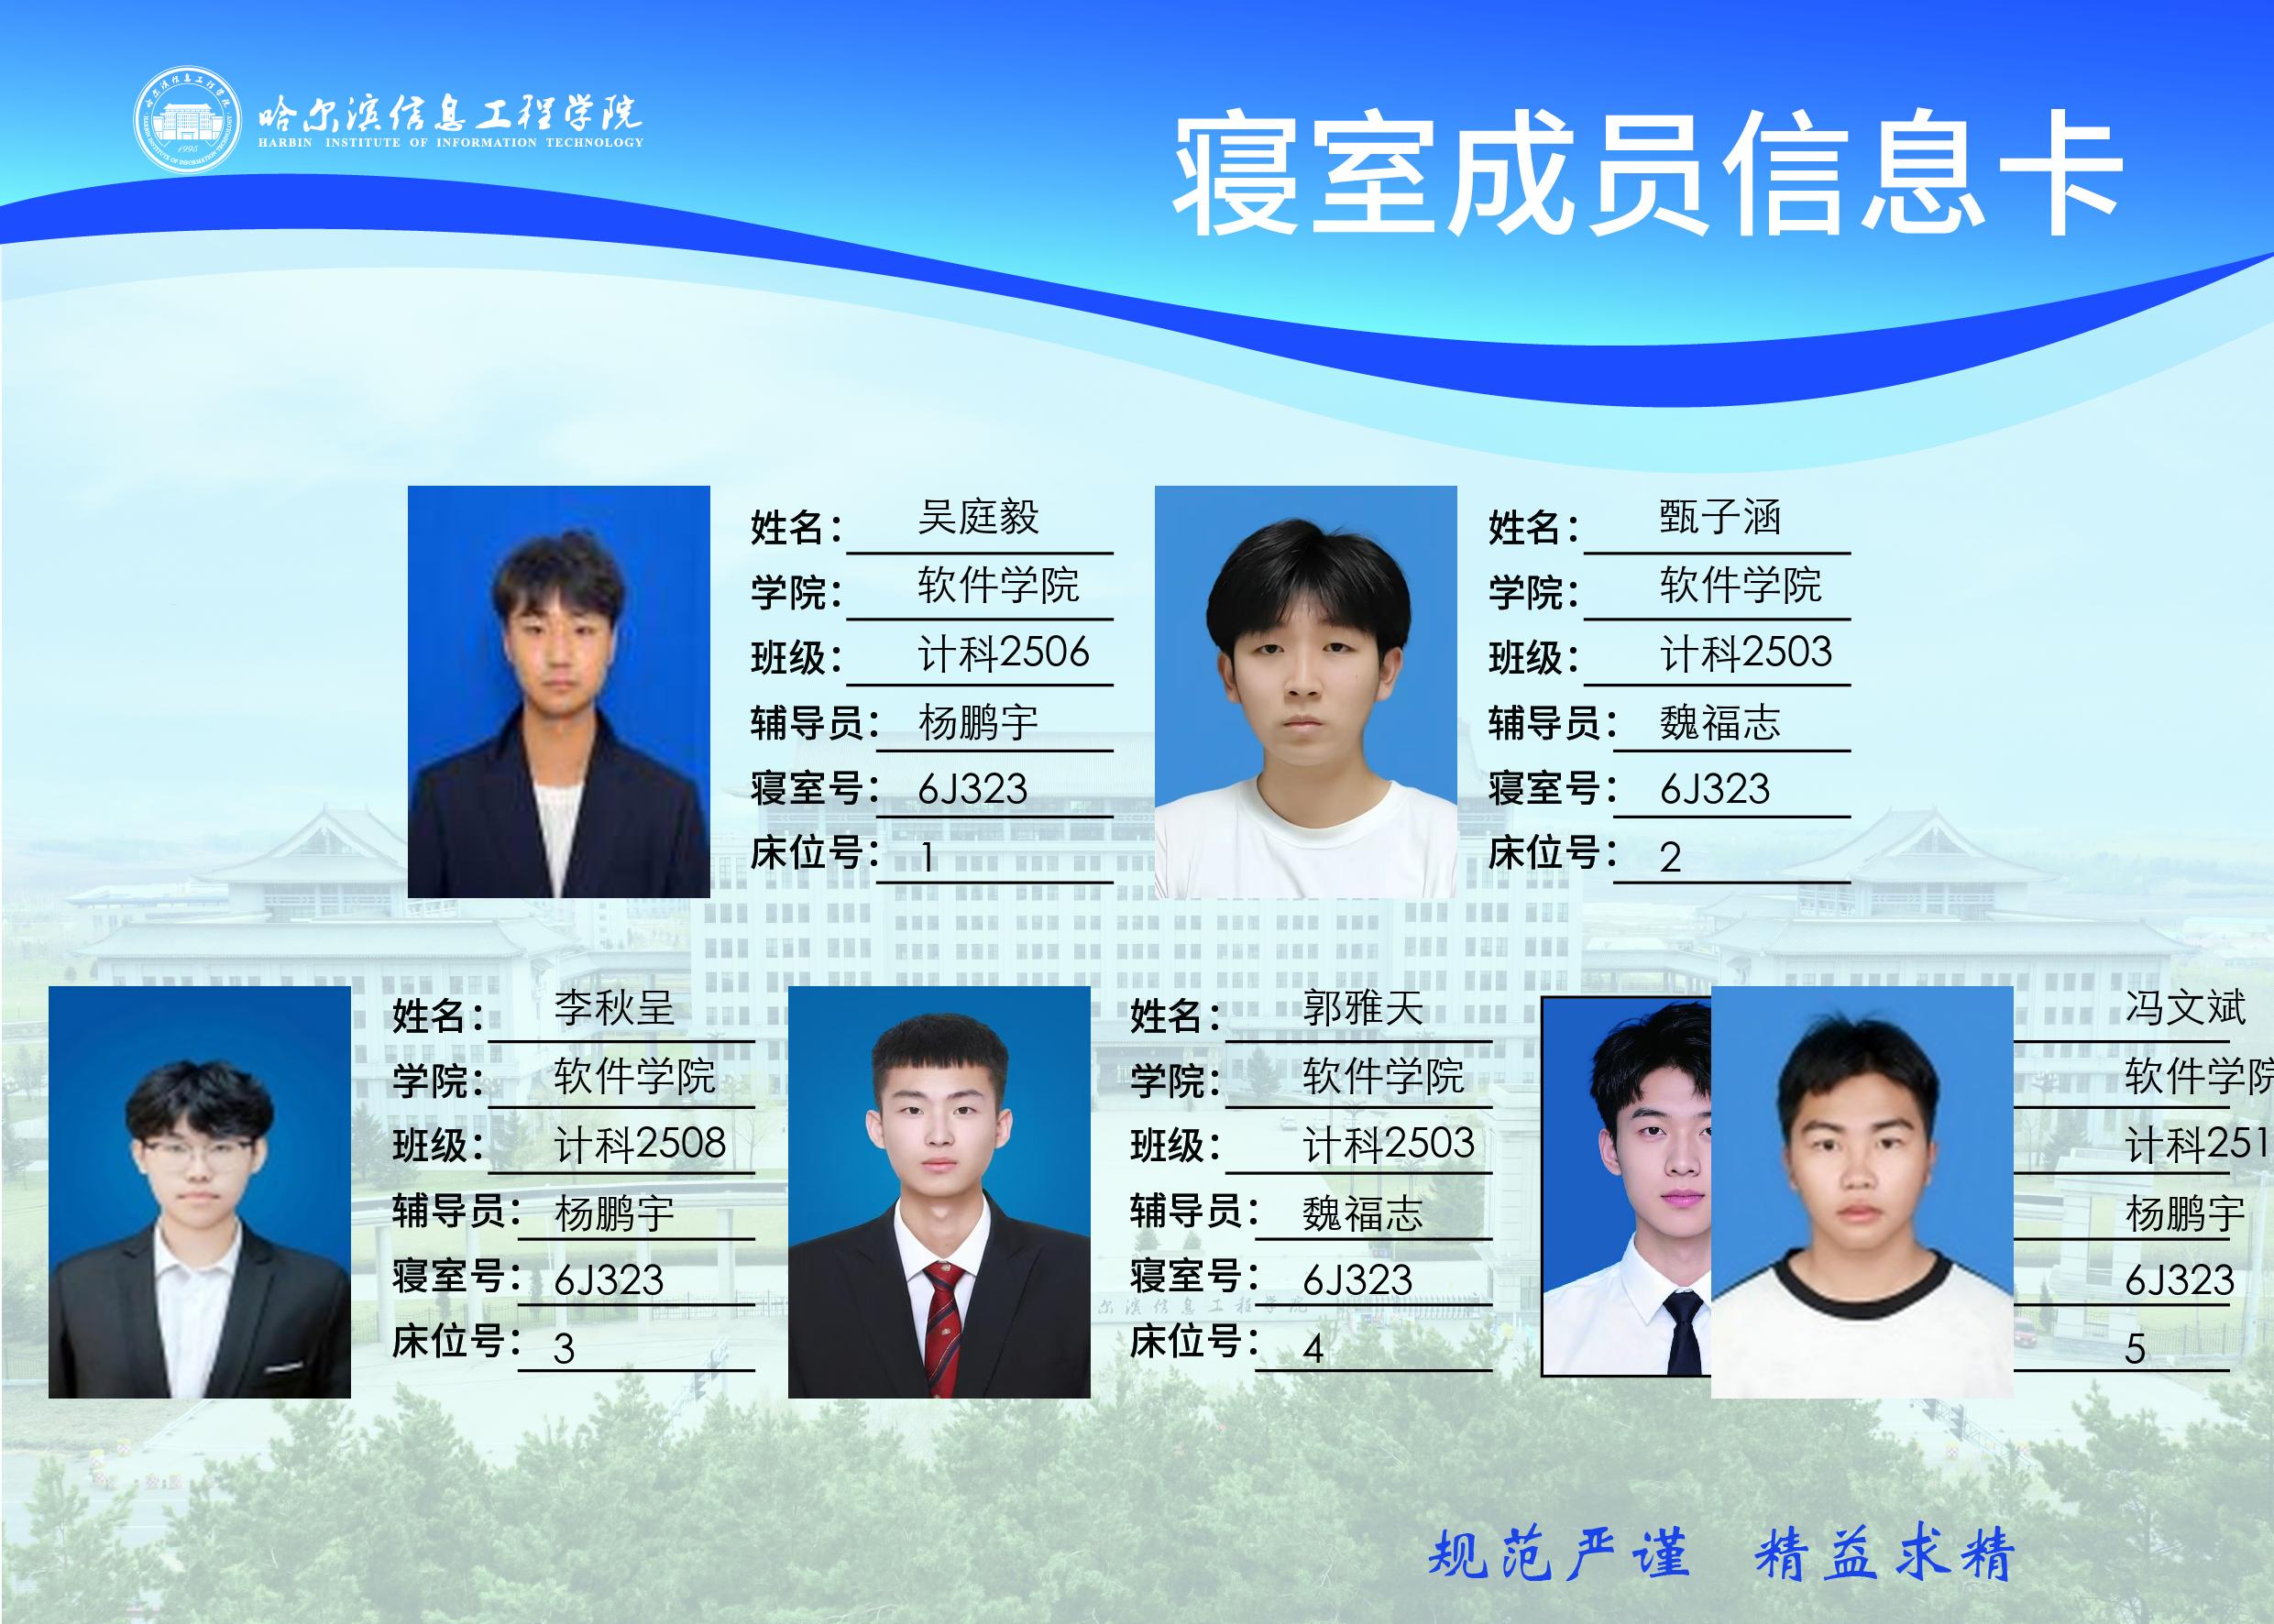 哈尔滨信息工程学院
HARBIN INSTITUTE OF INFORMATION TECHNOLOGY
1995
寝室成员信息卡
姓名： 吴庭毅
学院： 软件学院
班级： 计科2506
辅导员： 杨鹏宇
寝室号： 6J323
床位号： 1
姓名： 甄子涵
学院： 软件学院
班级： 计科2503
辅导员： 魏福志
寝室号： 6J323
床位号： 2
姓名： 李秋呈
学院： 软件学院
班级： 计科2508
辅导员： 杨鹏宇
寝室号： 6J323
床位号： 3
姓名： 郭雅天
学院： 软件学院
班级： 计科2503
辅导员： 魏福志
寝室号： 6J323
床位号： 4
冯文斌
软件学院
计科251
杨鹏宇
6J323
5
尔滨信息工程学院
规范严谨 精益求精